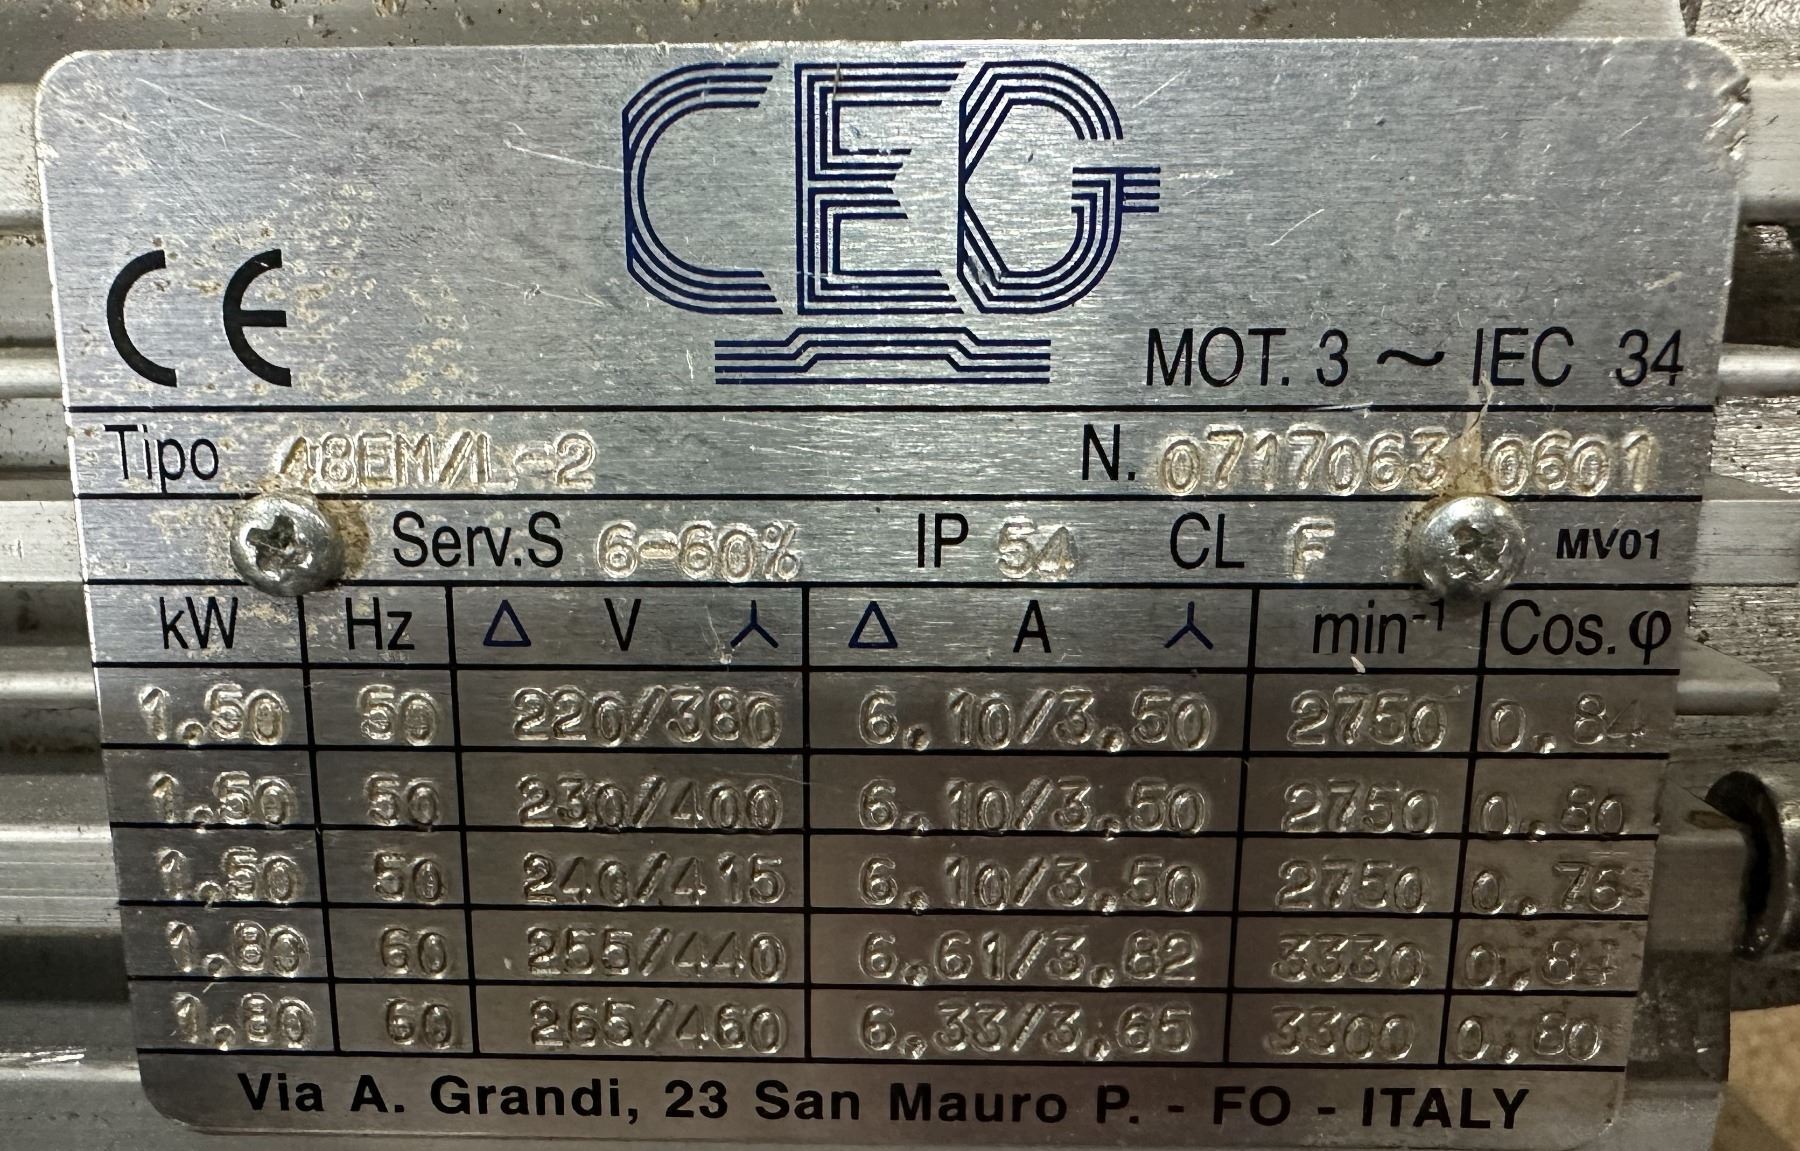 CEG
CE
MOT. 3 ~ IEC 34
Tipo 48EM/L-2 N. 0717063 0601
Serv.S 6-60% IP 54 CL F MV01
kW Hz Δ V ⅄ Δ A ⅄ min⁻¹ Cos. φ
1.50 50 220/380 6.10/3.50 2750 0.84
1.50 50 230/400 6.10/3.50 2750 0.80
1.50 50 240/415 6.10/3.50 2750 0.76
1.80 60 255/440 6.61/3.82 3330 0.84
1.80 60 265/460 6.33/3.65 3300 0.80
Via A. Grandi, 23 San Mauro P. - FO - ITALY